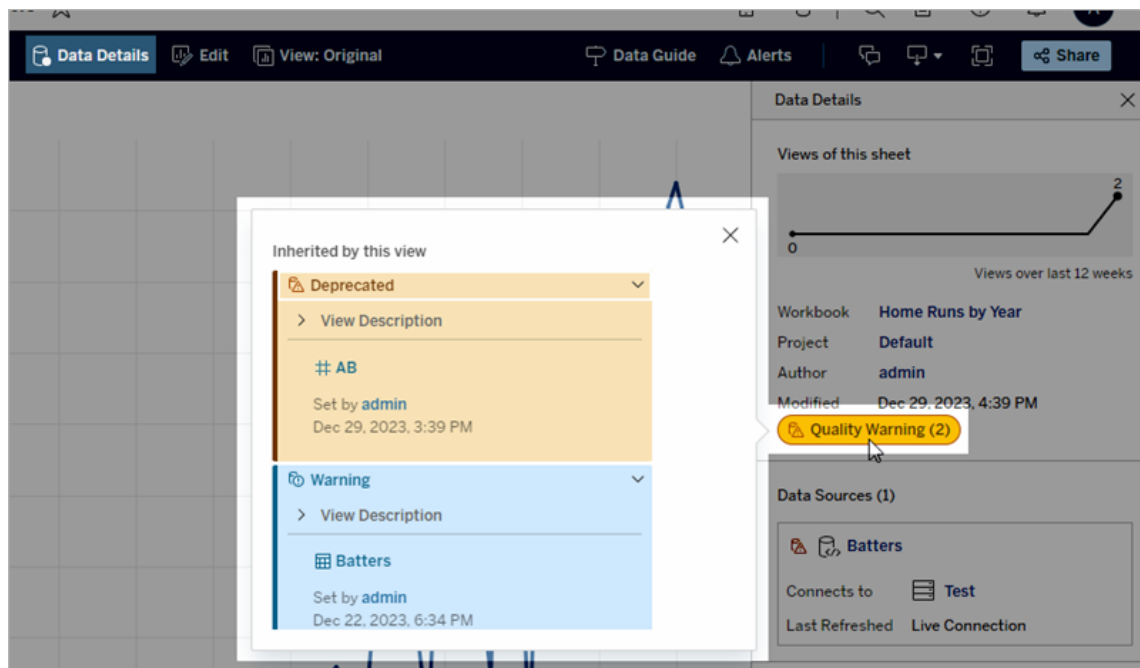 Data Details
Edit
View: Original
Data Guide
Alerts
Share
Data Details
Views of this sheet
2
0
Views over last 12 weeks
Workbook Home Runs by Year
Project Default
Author admin
Modified Dec 29, 2023, 4:39 PM
Quality Warning (2)
Data Sources (1)
Batters
Connects to Test
Last Refreshed Live Connection
Inherited by this view
Deprecated
View Description
AB
Set by admin
Dec 29, 2023, 3:39 PM
Warning
View Description
Batters
Set by admin
Dec 22, 2023, 6:34 PM